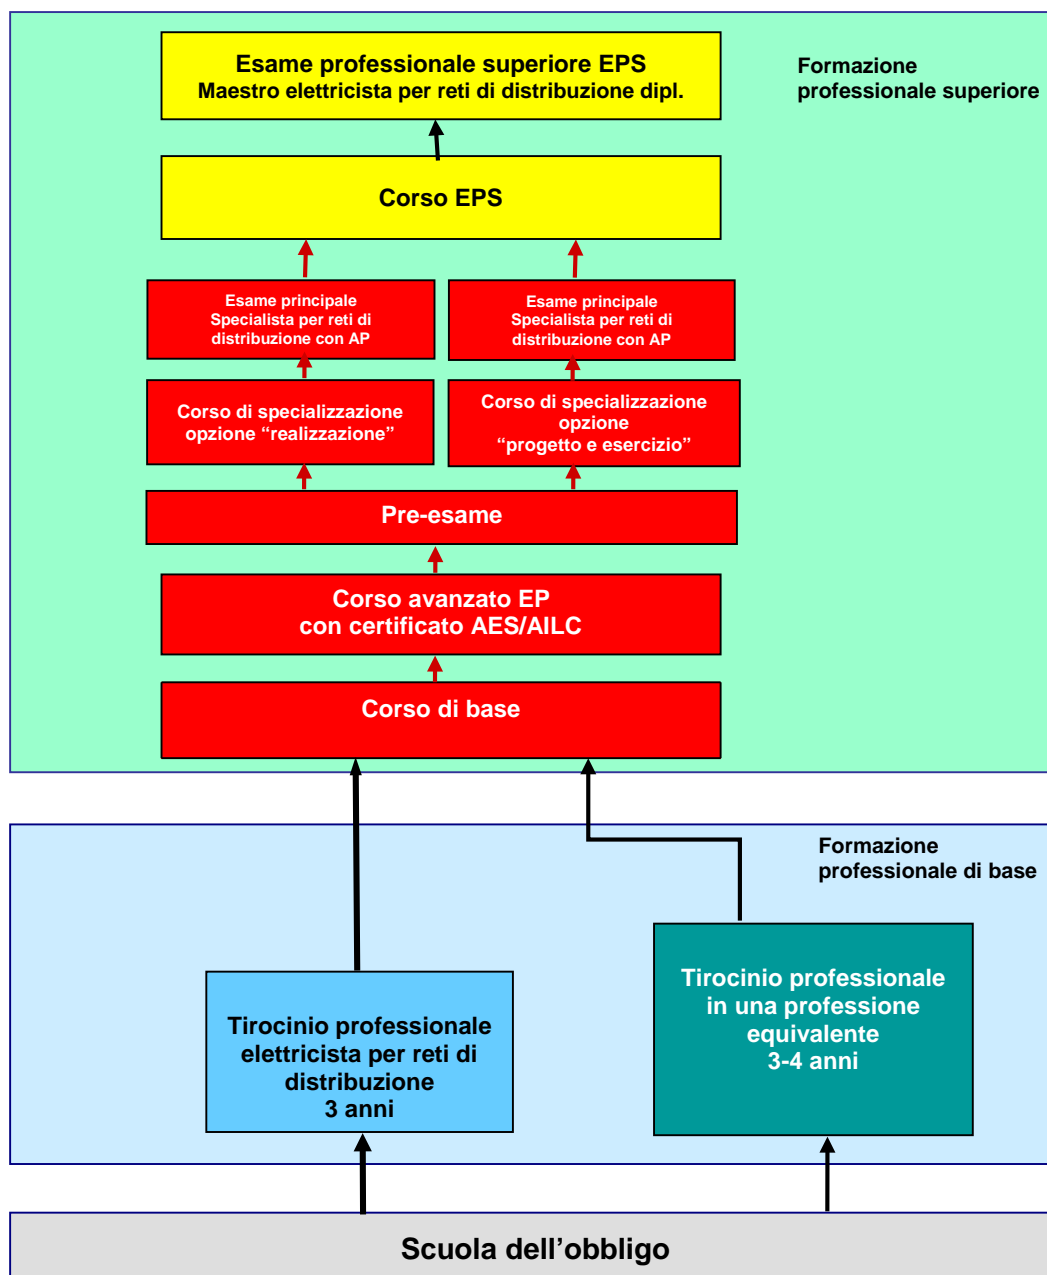 Esame professionale superiore EPS
Maestro elettricista per reti di distribuzione dipl.
Formazione
professionale superiore
Corso EPS
Esame principale
Specialista per reti di
distribuzione con AP
Esame principale
Specialista per reti di
distribuzione con AP
Corso di specializzazione
opzione “realizzazione”
Corso di specializzazione
opzione
“progetto e esercizio”
Pre-esame
Corso avanzato EP
con certificato AES/AILC
Corso di base
Formazione
professionale di base
Tirocinio professionale
elettricista per reti di
distribuzione
3 anni
Tirocinio professionale
in una professione
equivalente
3-4 anni
Scuola dell’obbligo